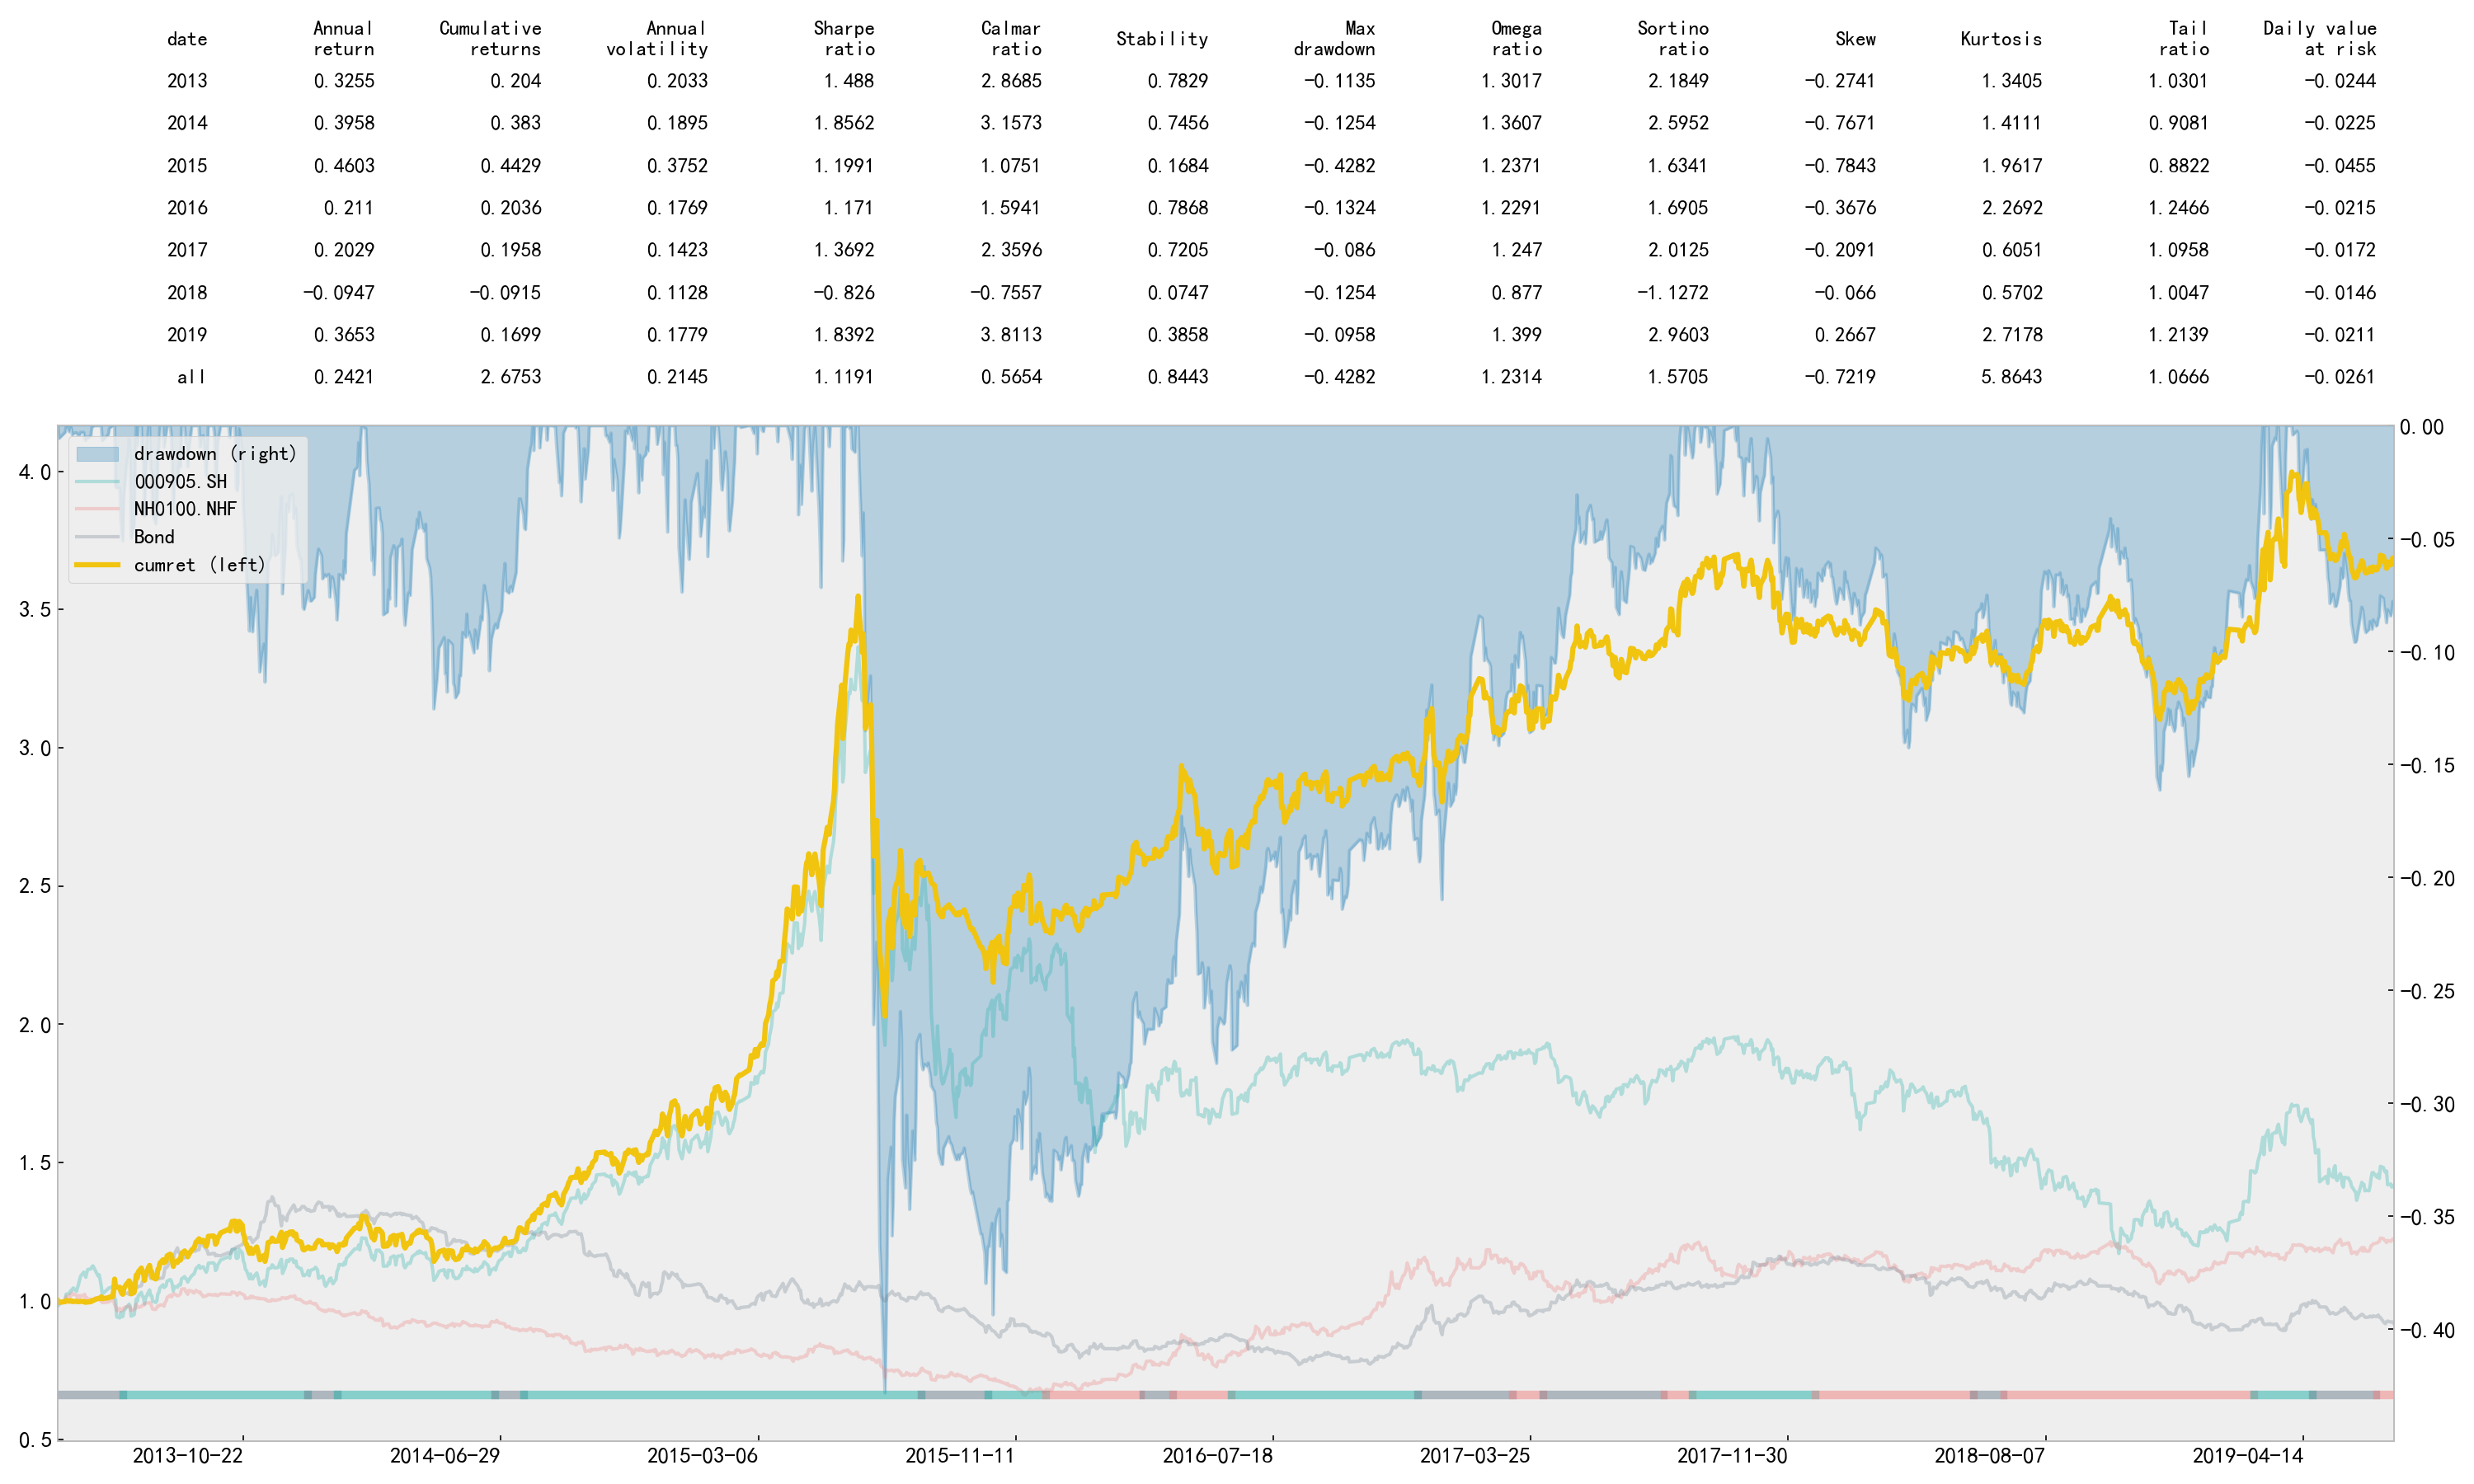 date Annual return Cumulative returns Annual volatility Sharpe ratio Calmar ratio Stability Max drawdown Omega ratio Sortino ratio Skew Kurtosis Tail ratio Daily value at risk
2013 0.3255 0.204 0.2033 1.488 2.8685 0.7829 −0.1135 1.3017 2.1849 −0.2741 1.3405 1.0301 −0.0244
2014 0.3958 0.383 0.1895 1.8562 3.1573 0.7456 −0.1254 1.3607 2.5952 −0.7671 1.4111 0.9081 −0.0225
2015 0.4603 0.4429 0.3752 1.1991 1.0751 0.1684 −0.4282 1.2371 1.6341 −0.7843 1.9617 0.8822 −0.0455
2016 0.211 0.2036 0.1769 1.171 1.5941 0.7868 −0.1324 1.2291 1.6905 −0.3676 2.2692 1.2466 −0.0215
2017 0.2029 0.1958 0.1423 1.3692 2.3596 0.7205 −0.086 1.247 2.0125 −0.2091 0.6051 1.0958 −0.0172
2018 −0.0947 −0.0915 0.1128 −0.826 −0.7557 0.0747 −0.1254 0.877 −1.1272 −0.066 0.5702 1.0047 −0.0146
2019 0.3653 0.1699 0.1779 1.8392 3.8113 0.3858 −0.0958 1.399 2.9603 0.2667 2.7178 1.2139 −0.0211
all 0.2421 2.6753 0.2145 1.1191 0.5654 0.8443 −0.4282 1.2314 1.5705 −0.7219 5.8643 1.0666 −0.0261
drawdown (right)
000905.SH
NH0100.NHF
Bond
cumret (left)
4.0
3.5
3.0
2.5
2.0
1.5
1.0
0.5
0.00
−0.05
−0.10
−0.15
−0.20
−0.25
−0.30
−0.35
−0.40
2013−10−22 2014−06−29 2015−03−06 2015−11−11 2016−07−18 2017−03−25 2017−11−30 2018−08−07 2019−04−14